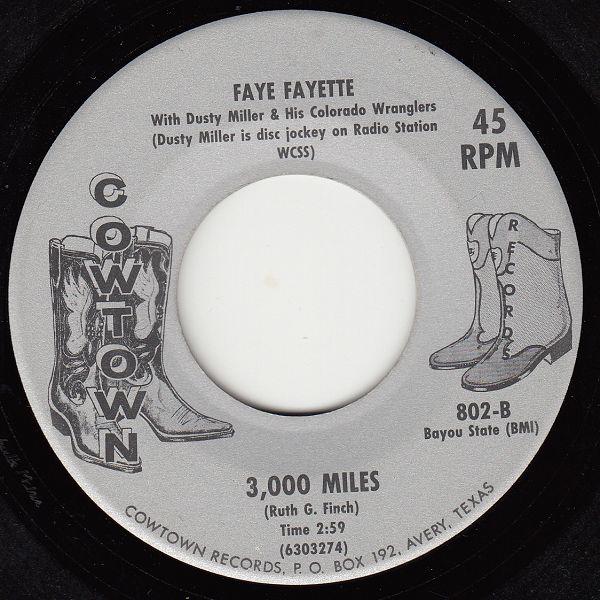 FAYE FAYETTE
With Dusty Miller & His Colorado Wranglers
(Dusty Miller is disc jockey on Radio Station
WCSS)
45
RPM
COWTOWN
RECORDS
802-B
Bayou State (BMI)
3,000 MILES
(Ruth G. Finch)
Time 2:59
(6303274)
COWTOWN RECORDS, P. O. BOX 192, AVERY, TEXAS